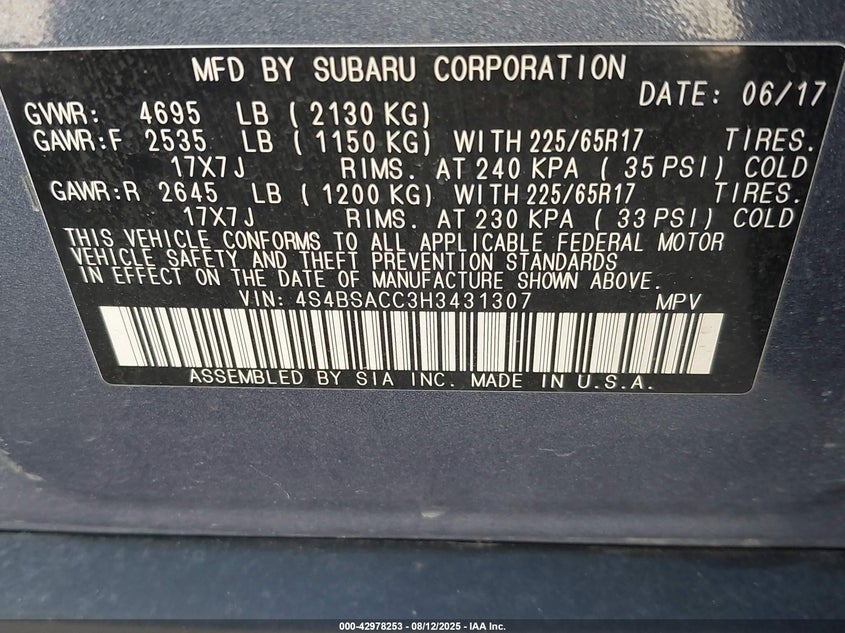 MFD BY SUBARU CORPORATION
DATE: 06/17
GVWR: 4695 LB ( 2130 KG)
GAWR:F 2535 LB ( 1150 KG) WITH 225/65R17 TIRES.
17X7J RIMS. AT 240 KPA ( 35 PSI) COLD
GAWR:R 2645 LB ( 1200 KG) WITH 225/65R17 TIRES.
17X7J RIMS. AT 230 KPA ( 33 PSI) COLD
THIS VEHICLE CONFORMS TO ALL APPLICABLE FEDERAL MOTOR
VEHICLE SAFETY AND THEFT PREVENTION STANDARDS
IN EFFECT ON THE DATE OF MANUFACTURE SHOWN ABOVE.
VIN: 4S4BSACC3H3431307 MPV
ASSEMBLED BY SIA INC. MADE IN U.S.A.
000-42978253 - 08/12/2025 - IAA Inc.